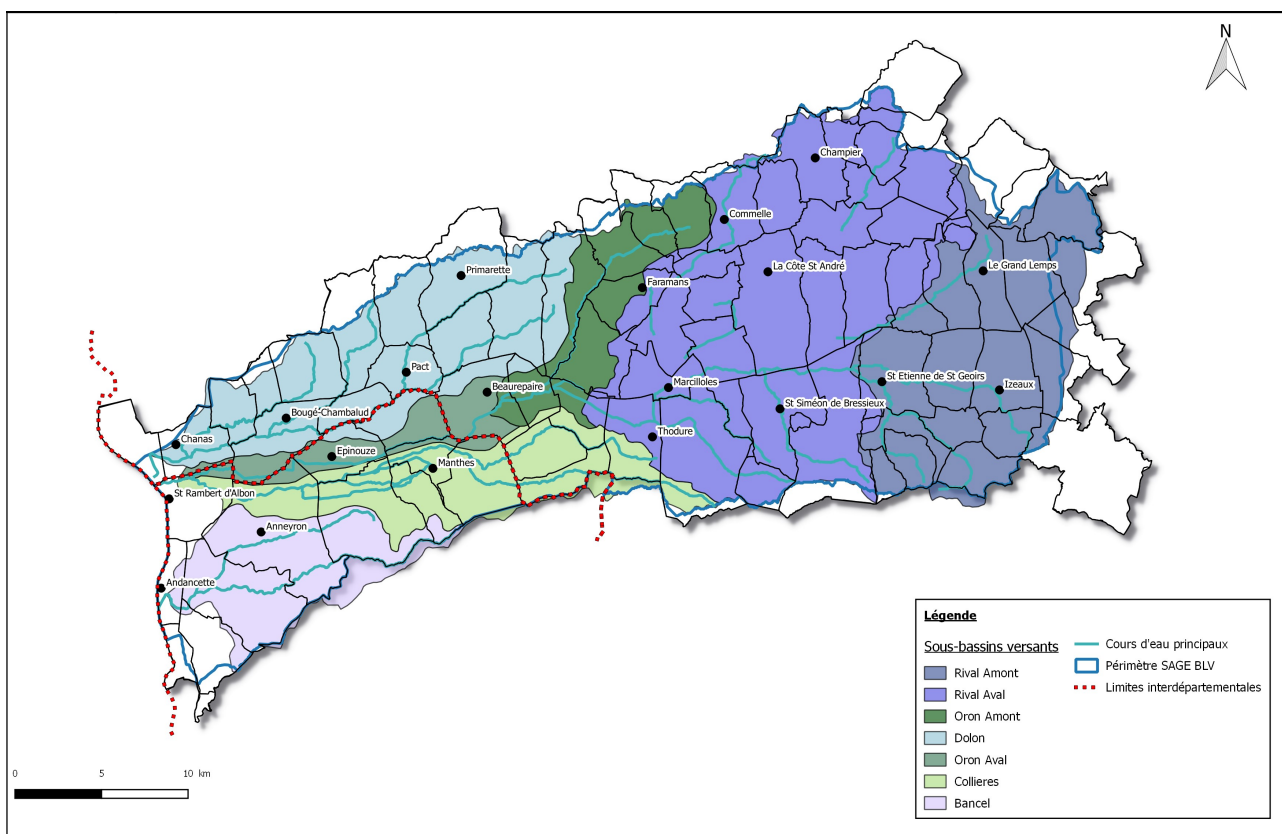 N
Champier
Commelle
La Côte St André
Le Grand Lemps
Primarette
Faramans
Pact
Beaurepaire
Marcilloles
St Etienne de St Geoirs
Izeaux
St Siméon de Bressieux
Bougé-Chambalud
Chanas
Thodure
Epinouze
Manthes
St Rambert d'Albon
Anneyron
Andancette
Légende
Sous-bassins versants
Rival Amont
Rival Aval
Oron Amont
Dolon
Oron Aval
Collieres
Bancel
Cours d'eau principaux
Périmètre SAGE BLV
Limites interdépartementales
0 5 10 km